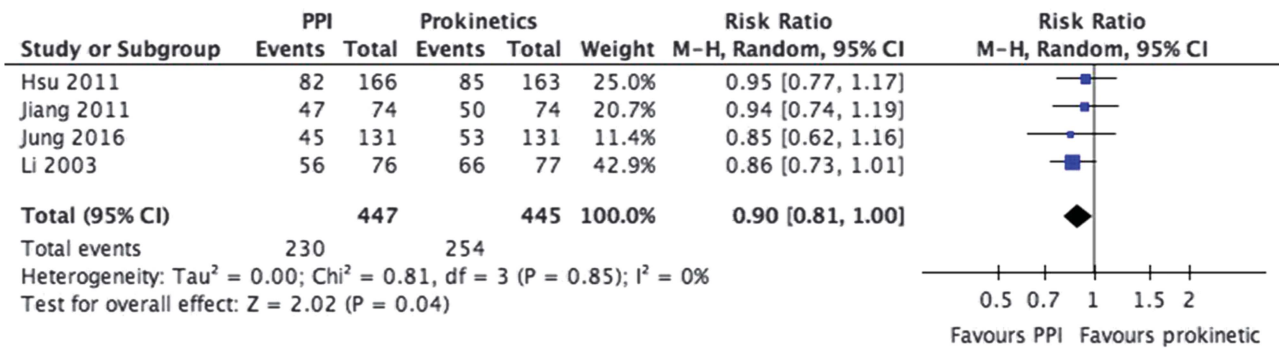 PPI Prokinetics Risk Ratio Risk Ratio
Study or Subgroup Events Total Events Total Weight M-H, Random, 95% CI M-H, Random, 95% CI
Hsu 2011 82 166 85 163 25.0% 0.95 [0.77, 1.17]
Jiang 2011 47 74 50 74 20.7% 0.94 [0.74, 1.19]
Jung 2016 45 131 53 131 11.4% 0.85 [0.62, 1.16]
Li 2003 56 76 66 77 42.9% 0.86 [0.73, 1.01]
Total (95% CI) 447 445 100.0% 0.90 [0.81, 1.00]
Total events 230 254
Heterogeneity: Tau² = 0.00; Chi² = 0.81, df = 3 (P = 0.85); I² = 0%
Test for overall effect: Z = 2.02 (P = 0.04)
0.5 0.7 1 1.5 2
Favours PPI Favours prokinetic